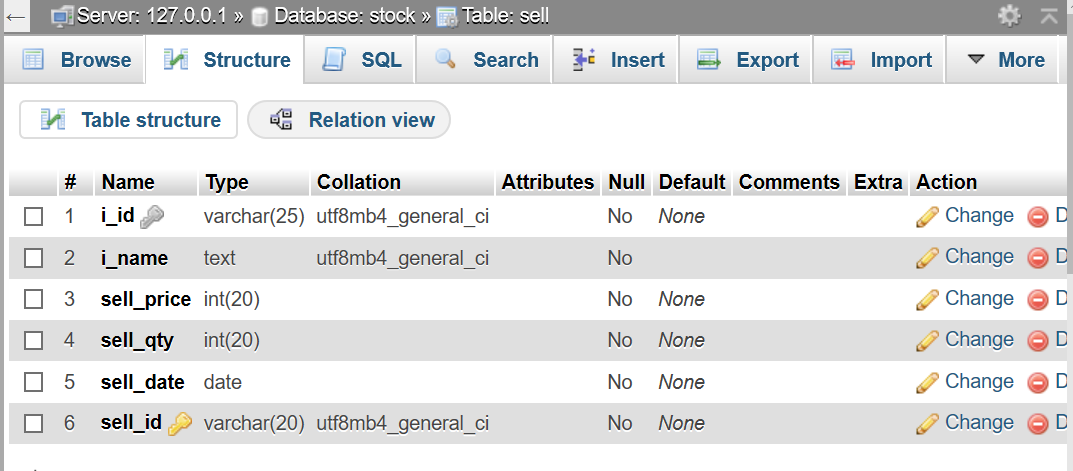 Server: 127.0.0.1 » Database: stock » Table: sell
Browse Structure SQL Search Insert Export Import More
Table structure Relation view
# Name Type Collation Attributes Null Default Comments Extra Action
1 i_id varchar(25) utf8mb4_general_ci No None Change D
2 i_name text utf8mb4_general_ci No Change D
3 sell_price int(20) No None Change D
4 sell_qty int(20) No None Change D
5 sell_date date No None Change D
6 sell_id varchar(20) utf8mb4_general_ci No None Change D